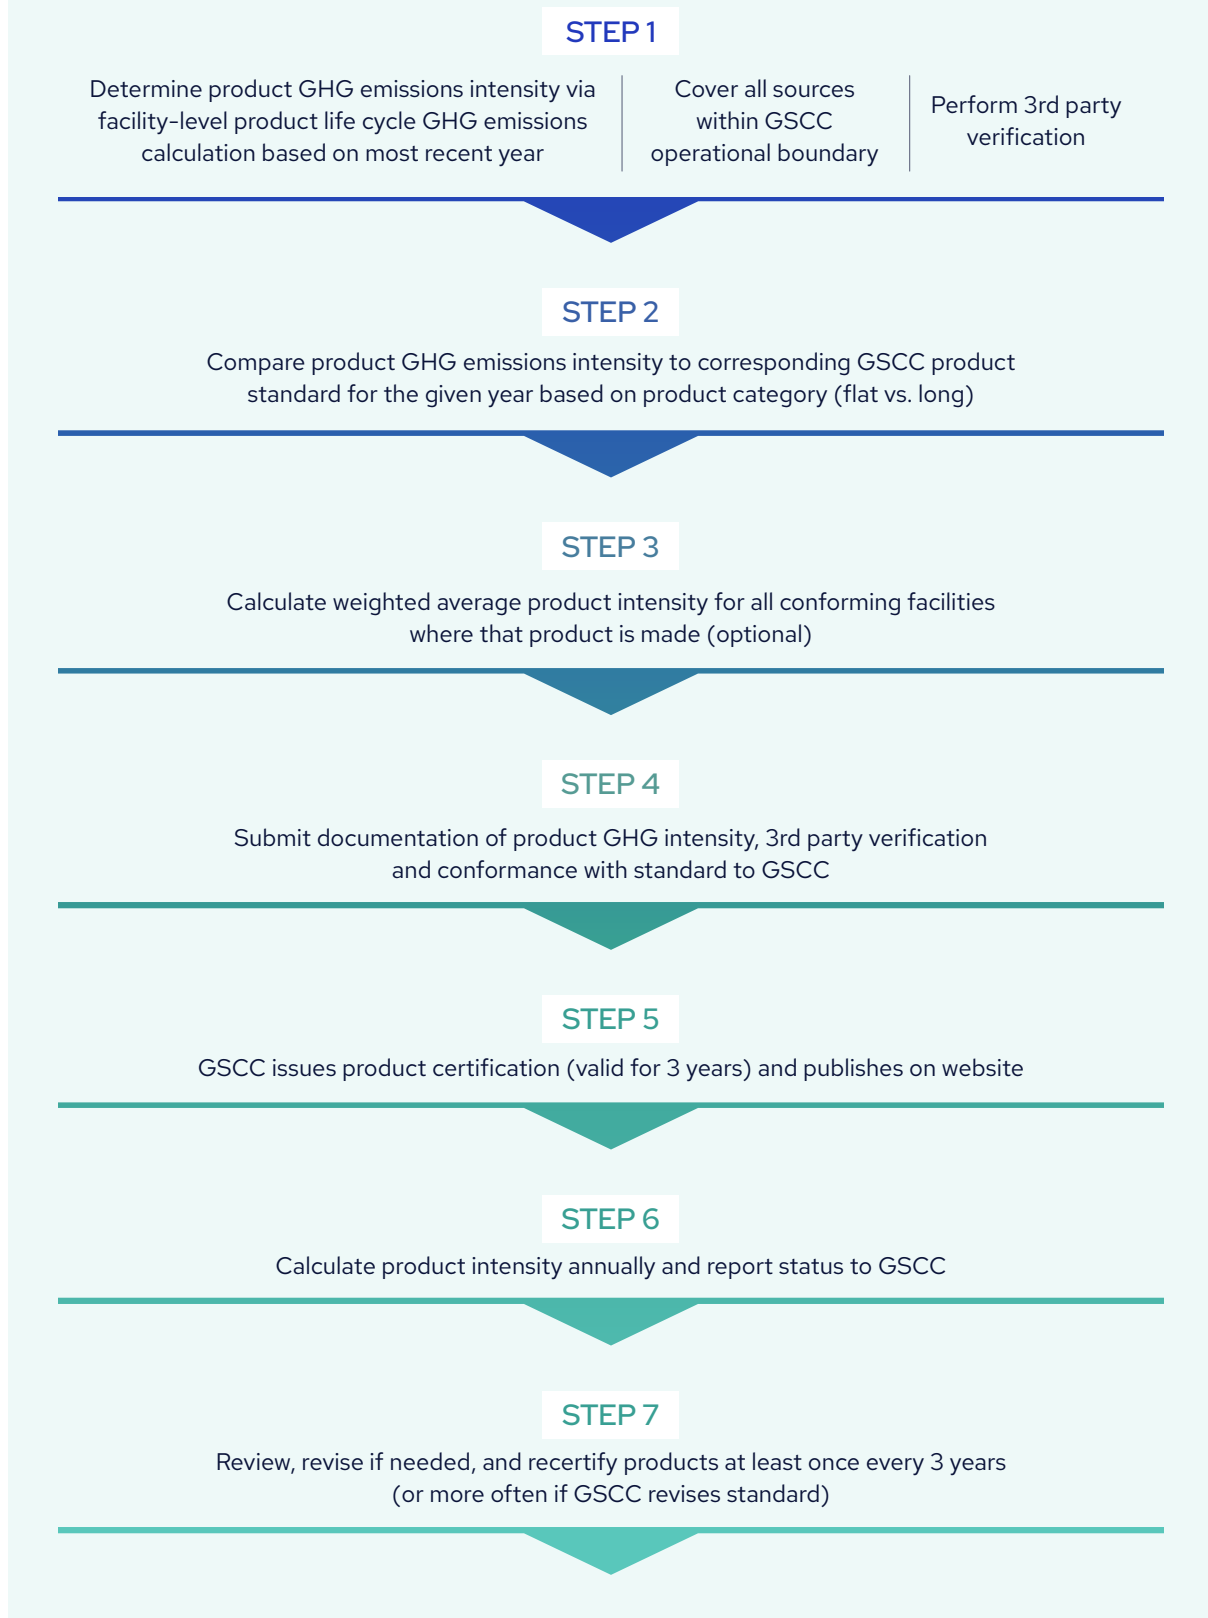 STEP 1
Determine product GHG emissions intensity via
facility-level product life cycle GHG emissions
calculation based on most recent year
Cover all sources
within GSCC
operational boundary
Perform 3rd party
verification
STEP 2
Compare product GHG emissions intensity to corresponding GSCC product
standard for the given year based on product category (flat vs. long)
STEP 3
Calculate weighted average product intensity for all conforming facilities
where that product is made (optional)
STEP 4
Submit documentation of product GHG intensity, 3rd party verification
and conformance with standard to GSCC
STEP 5
GSCC issues product certification (valid for 3 years) and publishes on website
STEP 6
Calculate product intensity annually and report status to GSCC
STEP 7
Review, revise if needed, and recertify products at least once every 3 years
(or more often if GSCC revises standard)